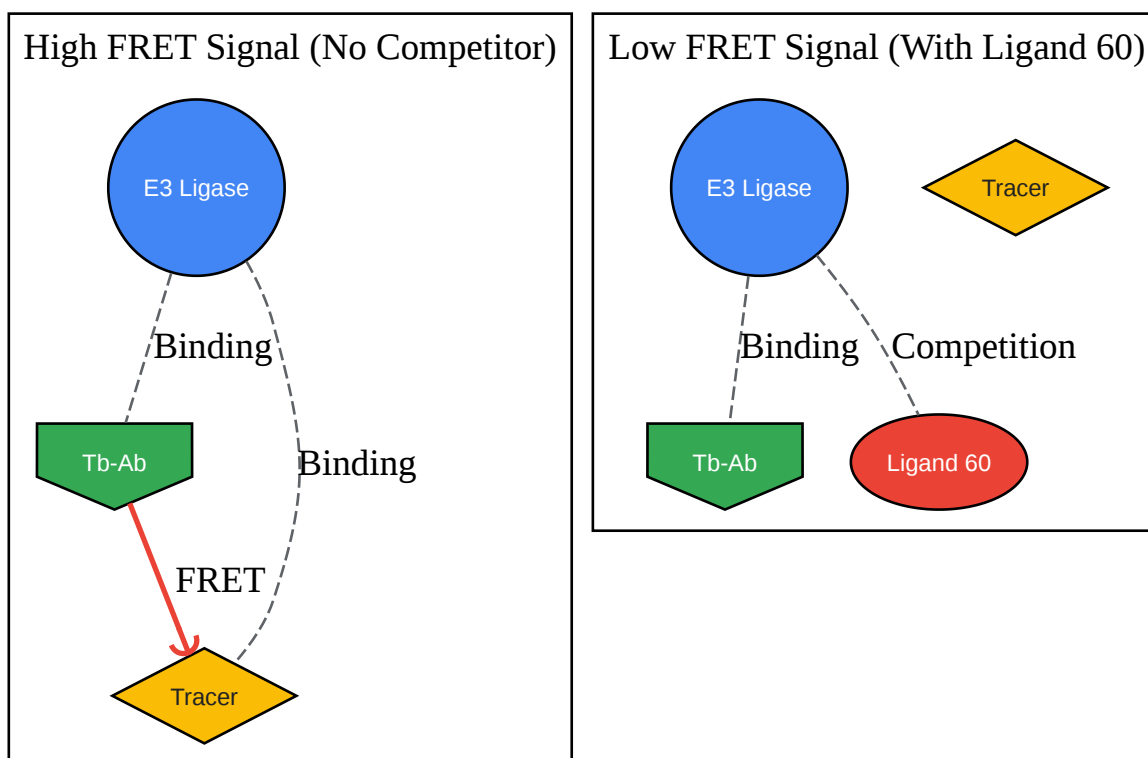 High FRET Signal (No Competitor)
E3 Ligase
Binding
Tb-Ab
Binding
FRET
Tracer
Low FRET Signal (With Ligand 60)
E3 Ligase
Tracer
Binding
Competition
Tb-Ab
Ligand 60